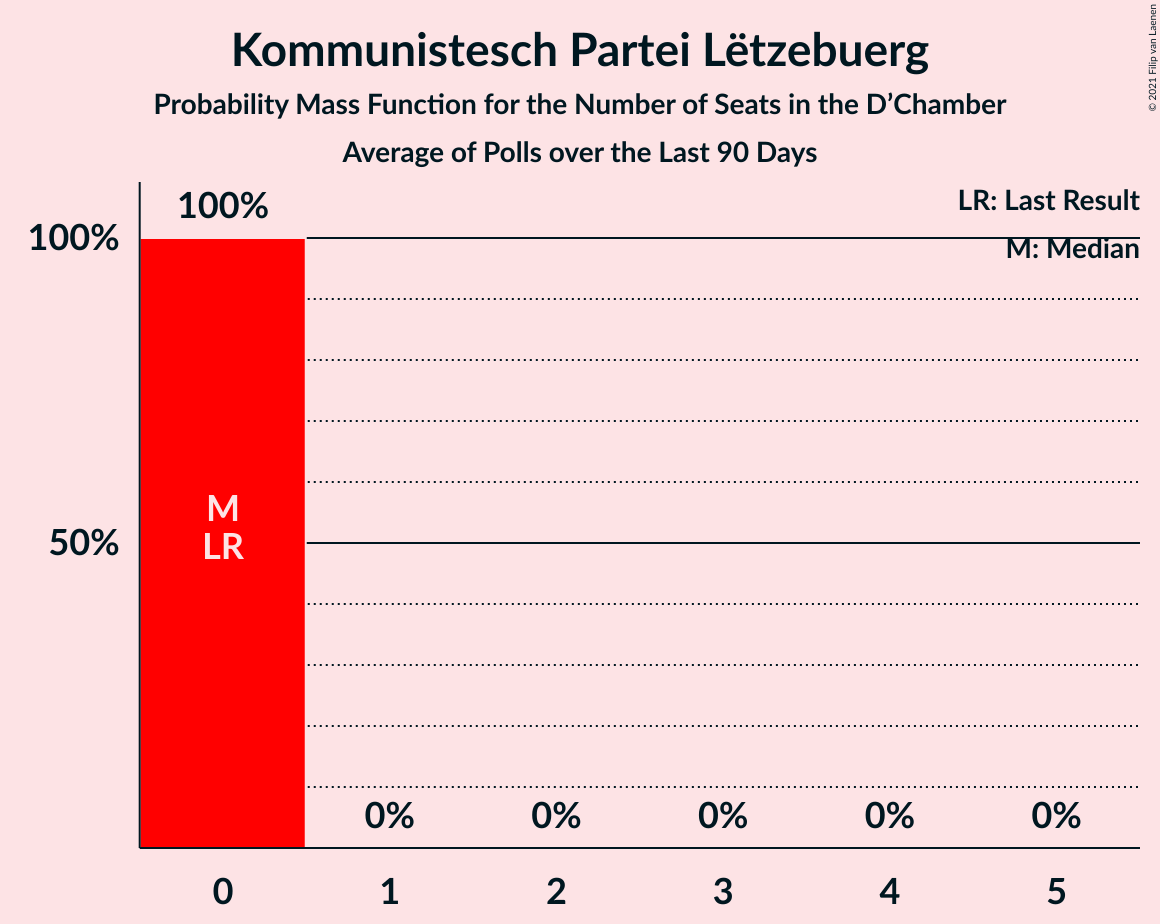 Kommunistesch Partei Lëtzebuerg
Probability Mass Function for the Number of Seats in the D’Chamber
Average of Polls over the Last 90 Days
© 2021 Filip van Laenen
LR: Last Result
M: Median
100%
100%
50%
M
LR
0% 0% 0% 0% 0%
0 1 2 3 4 5